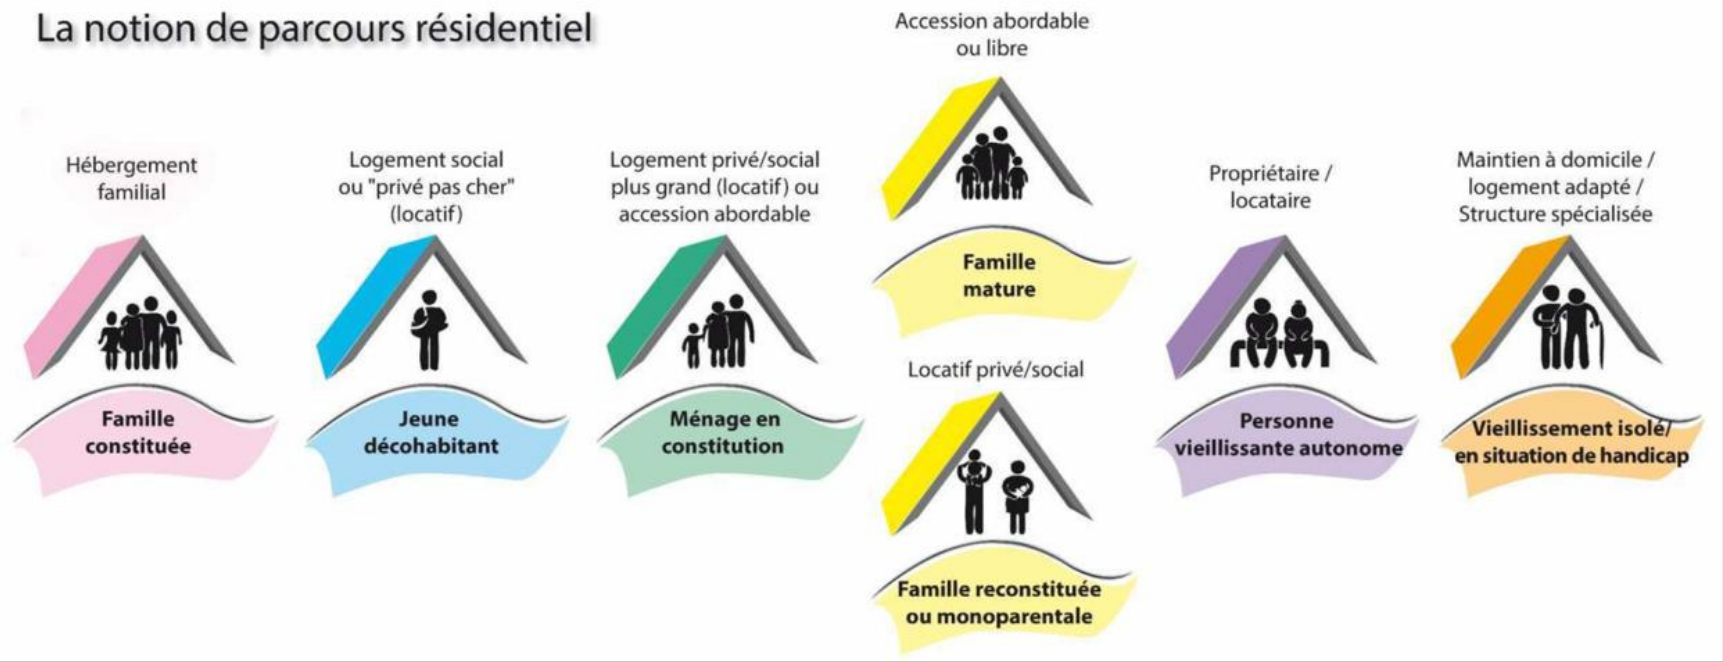 La notion de parcours résidentiel
Hébergement
familial
Famille
constituée
Logement social
ou "privé pas cher"
(locatif)
Jeune
décohabitant
Logement privé/social
plus grand (locatif) ou
accession abordable
Ménage en
constitution
Accession abordable
ou libre
Famille
mature
Locatif privé/social
Famille reconstituée
ou monoparentale
Propriétaire /
locataire
Personne
vieillissante autonome
Maintien à domicile /
logement adapté /
Structure spécialisée
Vieillissement isolé/
en situation de handicap